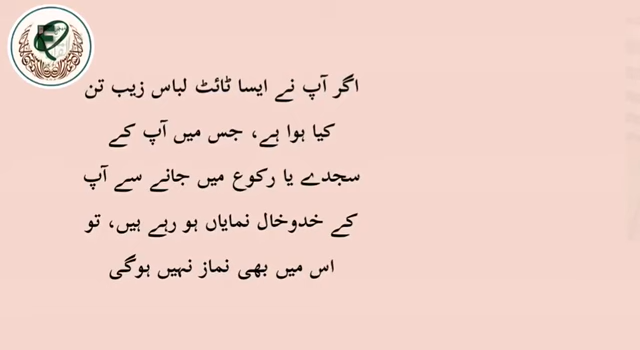 اگر آپ نے ایسا ٹائٹ لباس زیب تن
کیا ہوا ہے، جس میں آپ کے
سجدے یا رکوع میں جانے سے آپ
کے خدوخال نمایاں ہو رہے ہیں، تو
اس میں بھی نماز نہیں ہوگی